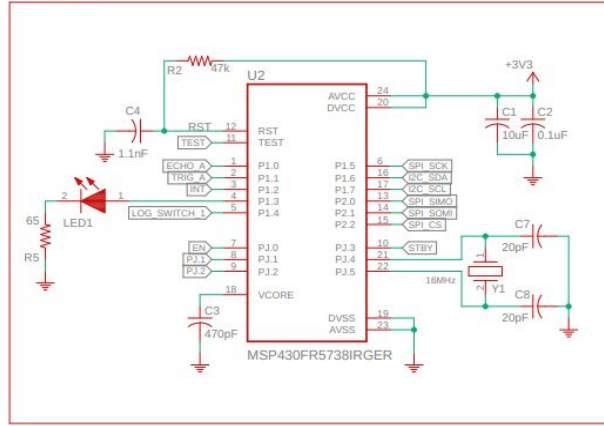 R2
47k
U2
+3V3
AVCC 24
DVCC 20
C4
1.1nF
RST 12 RST
TEST 11 TEST
C1
10uF
C2
0.1uF
ECHO_A 1 P1.0
TRIG_A 2 P1.1
INT 3 P1.2
4 P1.3
LOG_SWITCH_1 5 P1.4
P1.5 6 SPI_SCK
P1.6 16 I2C_SDA
P1.7 17 I2C_SCL
P2.0 13 SPI_SIMO
P2.1 14 SPI_SOMI
P2.2 15 SPI_CS
2 1
LED1
65
R5
EN 7 PJ.0
PJ.1 8 PJ.1
PJ.2 9 PJ.2
PJ.3 10 STBY
PJ.4 21
PJ.5 22
C7
20pF
1
2
16MHz
Y1
C8
20pF
18 VCORE
C3
470pF
DVSS 19
AVSS 23
MSP430FR5738IRGER